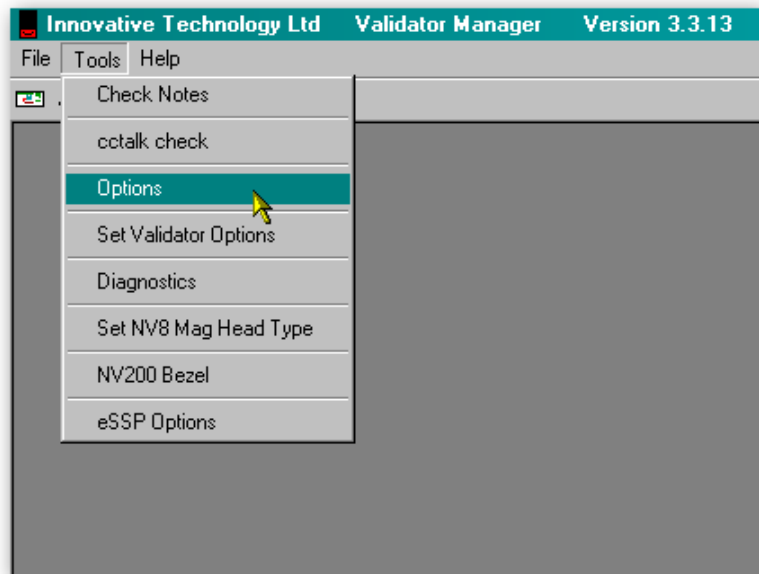 Innovative Technology Ltd Validator Manager Version 3.3.13
File Tools Help
Check Notes
cctalk check
Options
Set Validator Options
Diagnostics
Set NV8 Mag Head Type
NV200 Bezel
eSSP Options